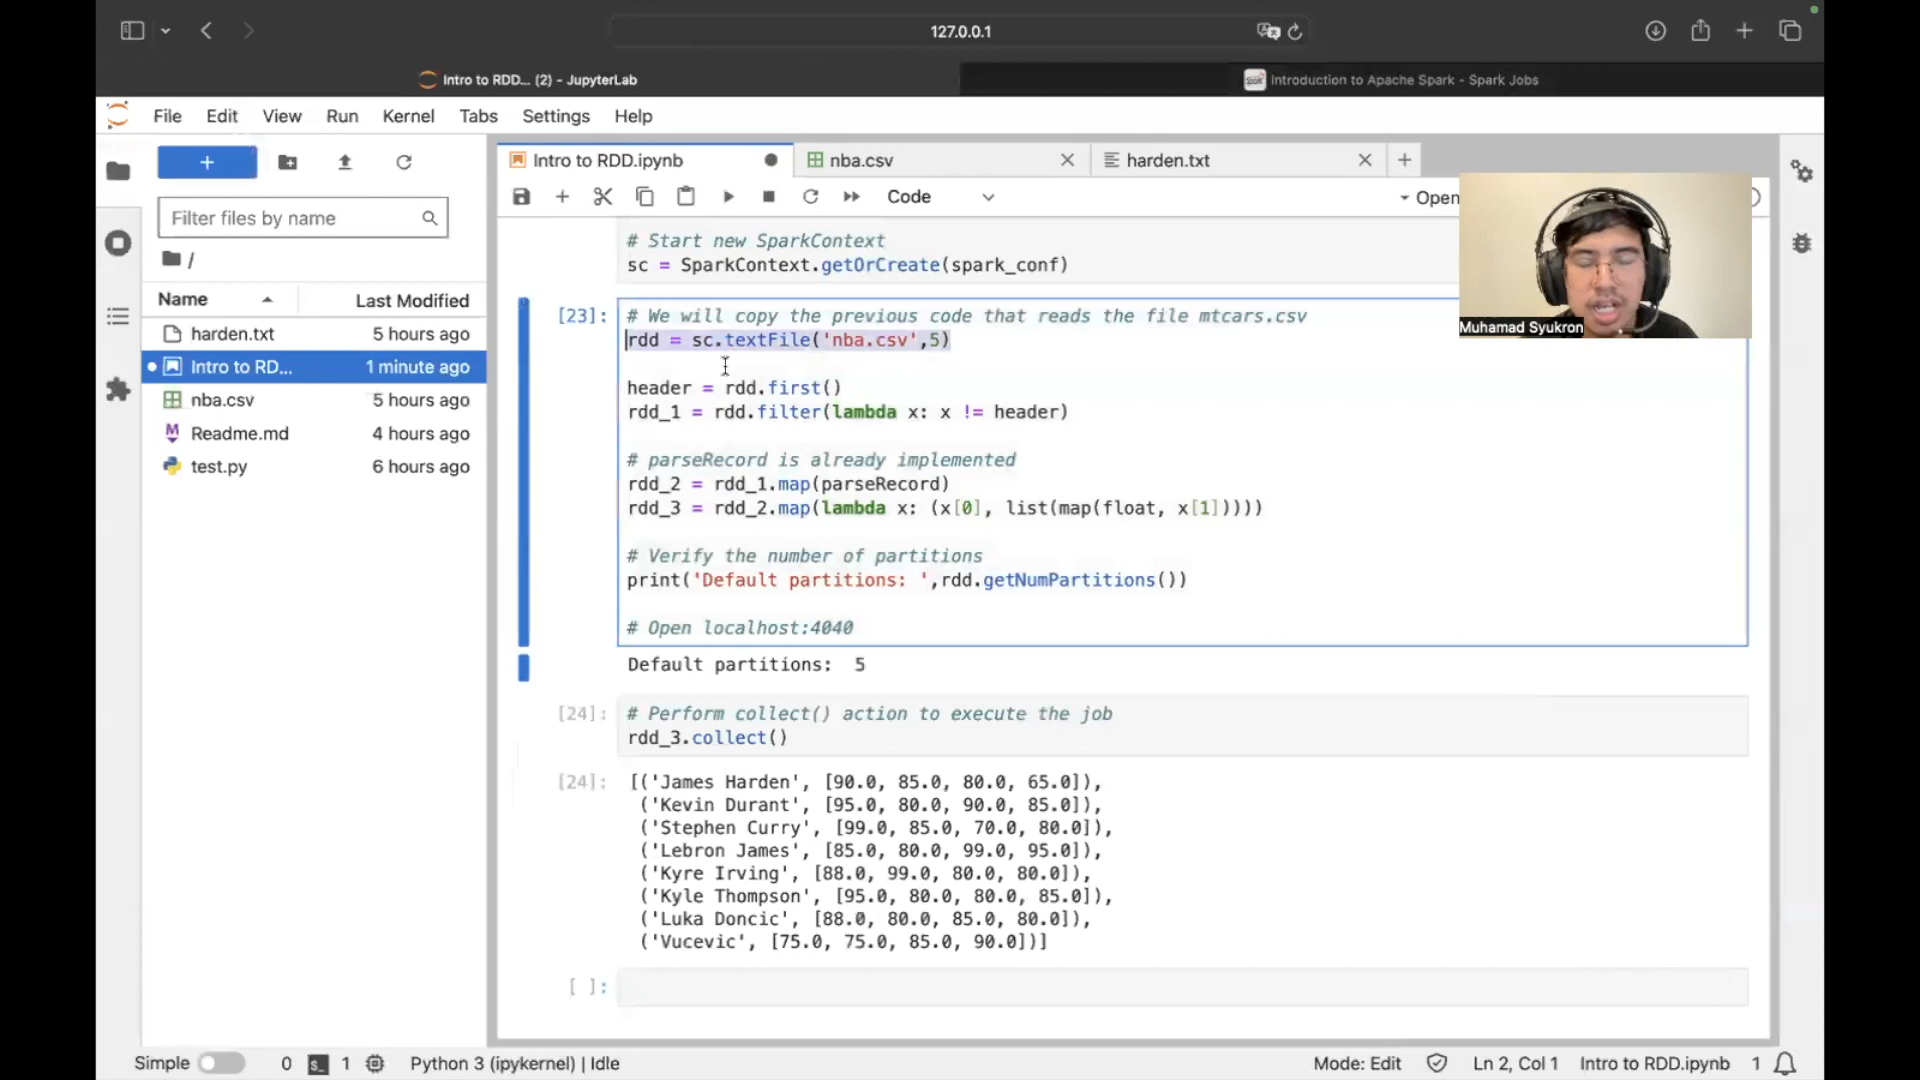 127.0.0.1
Intro to RDD... (2) - JupyterLab
Introduction to Apache Spark - Spark Jobs
File Edit View Run Kernel Tabs Settings Help
Filter files by name
/
Name Last Modified
harden.txt 5 hours ago
Intro to RD... 1 minute ago
nba.csv 5 hours ago
Readme.md 4 hours ago
test.py 6 hours ago
Intro to RDD.ipynb
nba.csv
harden.txt
Code
Open
Muhamad Syukron
# Start new SparkContext
sc = SparkContext.getOrCreate(spark_conf)
[23]: # We will copy the previous code that reads the file mtcars.csv
rdd = sc.textFile('nba.csv',5)
header = rdd.first()
rdd_1 = rdd.filter(lambda x: x != header)
# parseRecord is already implemented
rdd_2 = rdd_1.map(parseRecord)
rdd_3 = rdd_2.map(lambda x: (x[0], list(map(float, x[1]))))
# Verify the number of partitions
print('Default partitions: ',rdd.getNumPartitions())
# Open localhost:4040
Default partitions:  5
[24]: # Perform collect() action to execute the job
rdd_3.collect()
[24]: [('James Harden', [90.0, 85.0, 80.0, 65.0]),
('Kevin Durant', [95.0, 80.0, 90.0, 85.0]),
('Stephen Curry', [99.0, 85.0, 70.0, 80.0]),
('Lebron James', [85.0, 80.0, 99.0, 95.0]),
('Kyre Irving', [88.0, 99.0, 80.0, 80.0]),
('Kyle Thompson', [95.0, 80.0, 80.0, 85.0]),
('Luka Doncic', [88.0, 80.0, 85.0, 80.0]),
('Vucevic', [75.0, 75.0, 85.0, 90.0])]
[ ]:
Simple 0 1 Python 3 (ipykernel) | Idle Mode: Edit Ln 2, Col 1 Intro to RDD.ipynb 1